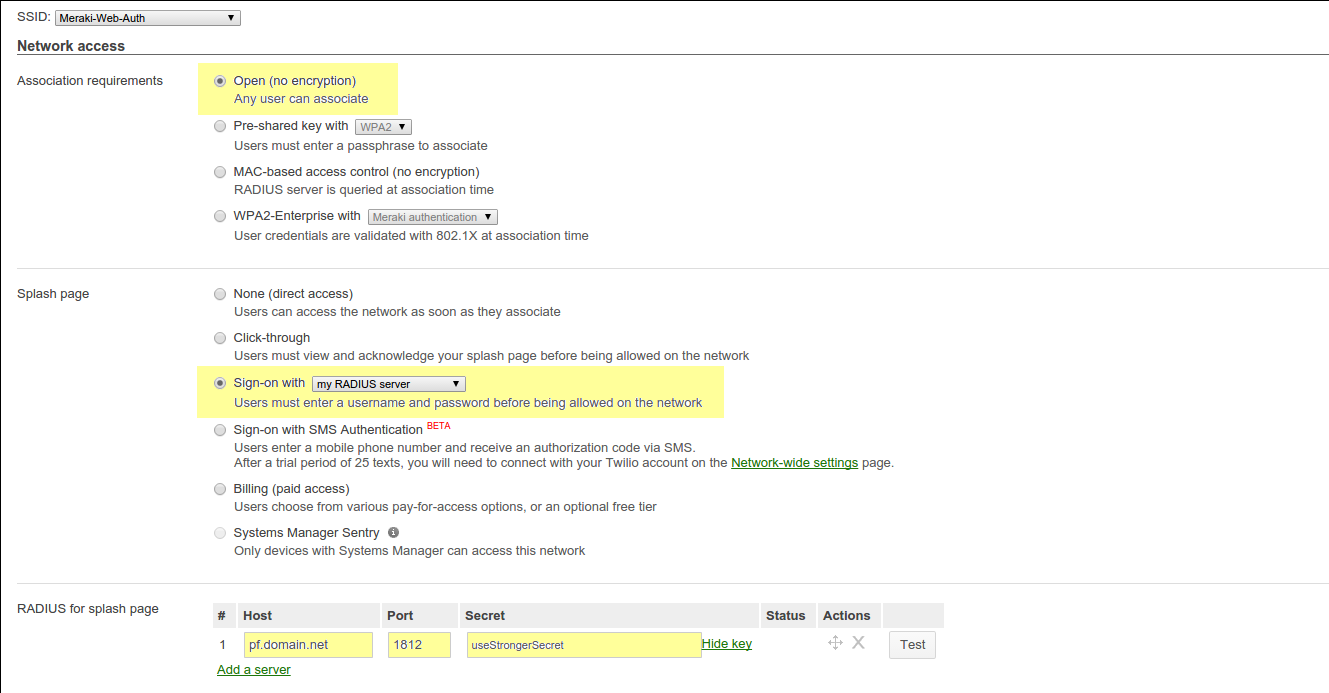 SSID: Meraki-Web-Auth
Network access
Association requirements
Open (no encryption)
Any user can associate
Pre-shared key with WPA2
Users must enter a passphrase to associate
MAC-based access control (no encryption)
RADIUS server is queried at association time
WPA2-Enterprise with Meraki authentication
User credentials are validated with 802.1X at association time
Splash page
None (direct access)
Users can access the network as soon as they associate
Click-through
Users must view and acknowledge your splash page before being allowed on the network
Sign-on with my RADIUS server
Users must enter a username and password before being allowed on the network
Sign-on with SMS Authentication BETA
Users enter a mobile phone number and receive an authorization code via SMS.
After a trial period of 25 texts, you will need to connect with your Twilio account on the Network-wide settings page.
Billing (paid access)
Users choose from various pay-for-access options, or an optional free tier
Systems Manager Sentry i
Only devices with Systems Manager can access this network
RADIUS for splash page
# Host Port Secret Status Actions
1 pf.domain.net 1812 useStrongerSecret Hide key X Test
Add a server